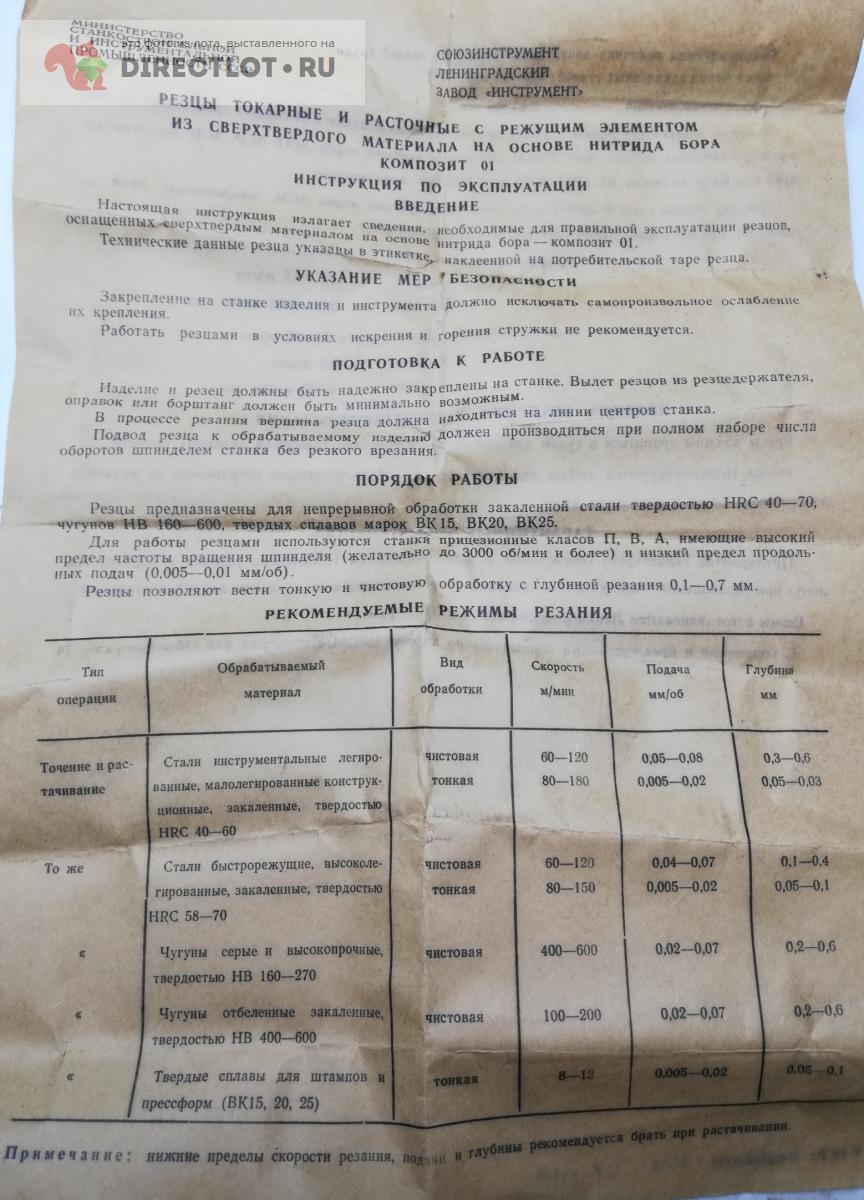 МИНИСТЕРСТВО
СТАНКОСТРОИТЕЛЬНОЙ
И ИНСТРУМЕНТАЛЬНОЙ
ПРОМЫШЛЕННОСТИ СССР
это фото из лота, выставленного на
DIRECTLOT·RU
СОЮЗИНСТРУМЕНТ
ЛЕНИНГРАДСКИЙ
ЗАВОД «ИНСТРУМЕНТ»
РЕЗЦЫ ТОКАРНЫЕ И РАСТОЧНЫЕ С РЕЖУЩИМ ЭЛЕМЕНТОМ
ИЗ СВЕРХТВЕРДОГО МАТЕРИАЛА НА ОСНОВЕ НИТРИДА БОРА
КОМПОЗИТ 01
ИНСТРУКЦИЯ ПО ЭКСПЛУАТАЦИИ
ВВЕДЕНИЕ
Настоящая инструкция излагает сведения, необходимые для правильной эксплуатации резцов,
оснащенных сверхтвердым материалом на основе нитрида бора — композит 01.
Технические данные резца указаны в этикетке, наклеенной на потребительской таре резца.
УКАЗАНИЕ МЕР БЕЗОПАСНОСТИ
Закрепление на станке изделия и инструмента должно исключать самопроизвольное ослабление
их крепления.
Работать резцами в условиях искрения и горения стружки не рекомендуется.
ПОДГОТОВКА К РАБОТЕ
Изделие и резец должны быть надежно закреплены на станке. Вылет резцов из резцедержателя,
оправок или борштанг должен быть минимально возможным.
В процессе резания вершина резца должна находиться на линии центров станка.
Подвод резца к обрабатываемому изделию должен производиться при полном наборе числа
оборотов шпинделем станка без резкого врезания.
ПОРЯДОК РАБОТЫ
Резцы предназначены для непрерывной обработки закаленной стали твердостью HRC 40—70,
чугунов НВ 160—600, твердых сплавов марок ВК15, ВК20, ВК25.
Для работы резцами используются станки прицезионные класов П, В, А, имеющие высокий
предел частоты вращения шпинделя (желательно до 3000 об/мин и более) и низкий предел продоль-
ных подач (0,005—0,01 мм/об).
Резцы позволяют вести тонкую и чистовую обработку с глубиной резания 0,1—0,7 мм.
РЕКОМЕНДУЕМЫЕ РЕЖИМЫ РЕЗАНИЯ
Тип Обрабатываемый Вид Скорость Подача Глубина
операции материал обработки м/мин мм/об мм
Точение и рас- Стали инструментальные легиро- чистовая 60—120 0,05—0,08 0,3—0,6
тачивание ванные, малолегированные конструк- тонкая 80—180 0,005—0,02 0,05—0,03
ционные, закаленные, твердостью
HRC 40—60
То же Стали быстрорежущие, высоколе- чистовая 60—120 0,04—0,07 0,1—0,4
гированные, закаленные, твердостью тонкая 80—150 0,005—0,02 0,05—0,1
HRC 58—70
« Чугуны серые и высокопрочные, чистовая 400—600 0,02—0,07 0,2—0,6
твердостью НВ 160—270
« Чугуны отбеленные закаленные, чистовая 100—200 0,02—0,07 0,2—0,6
твердостью НВ 400—600
« Твердые сплавы для штампов и тонкая 8—12 0,005—0,02 0,05—0,1
прессформ (ВК15, 20, 25)
Примечание: нижние пределы скорости резания, подачи и глубины рекомендуется брать при растачивании.